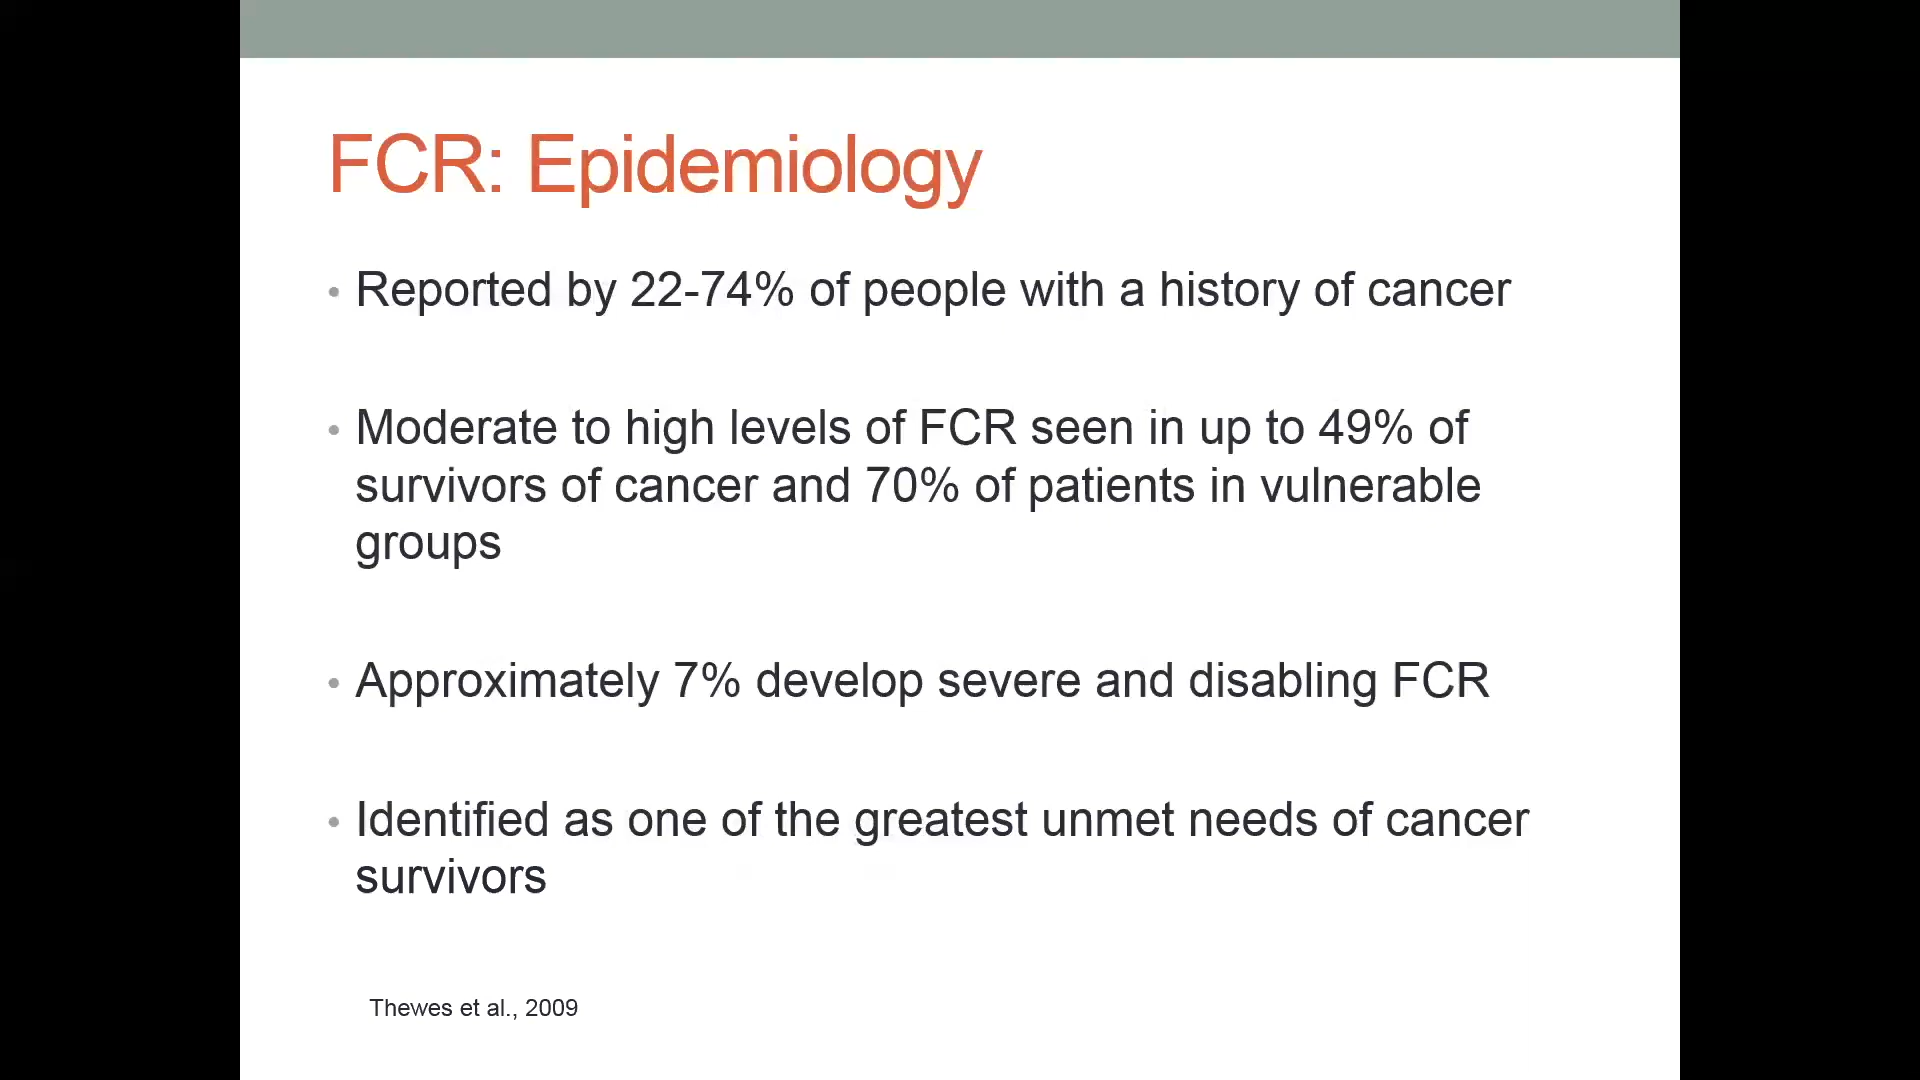 FCR: Epidemiology
• Reported by 22-74% of people with a history of cancer
• Moderate to high levels of FCR seen in up to 49% of
survivors of cancer and 70% of patients in vulnerable
groups
• Approximately 7% develop severe and disabling FCR
• Identified as one of the greatest unmet needs of cancer
survivors
Thewes et al., 2009